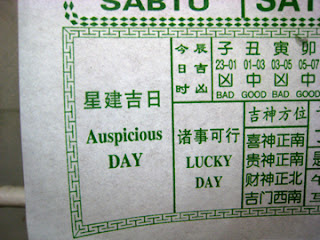 SABTU SAT
今辰 子 丑 寅 卯
日吉 23-01 01-03 03-05 05-07
时凶 凶 中 凶 中
BAD GOOD BAD GOOD
星建吉日
Auspicious
DAY
诸事可行
LUCKY
DAY
吉神方位
喜神正南
贵神正南
财神正北
吉门西南